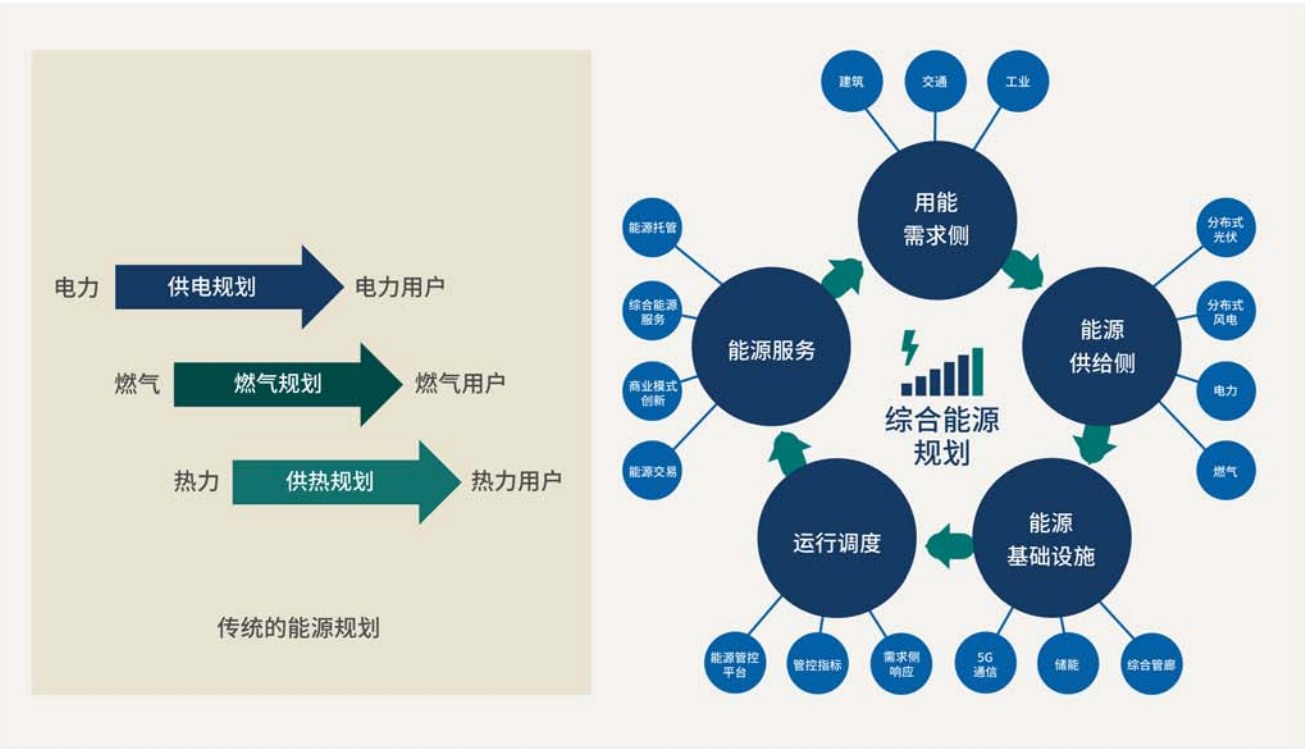 电力
供电规划
电力用户
燃气
燃气规划
燃气用户
热力
供热规划
热力用户
传统的能源规划
建筑
交通
工业
用能
需求侧
分布式
光伏
分布式
风电
电力
燃气
能源
供给侧
能源
基础设施
5G
通信
储能
综合管廊
运行调度
能源管控
平台
管控指标
需求侧
响应
能源服务
能源托管
综合能源
服务
商业模式
创新
能源交易
综合能源
规划